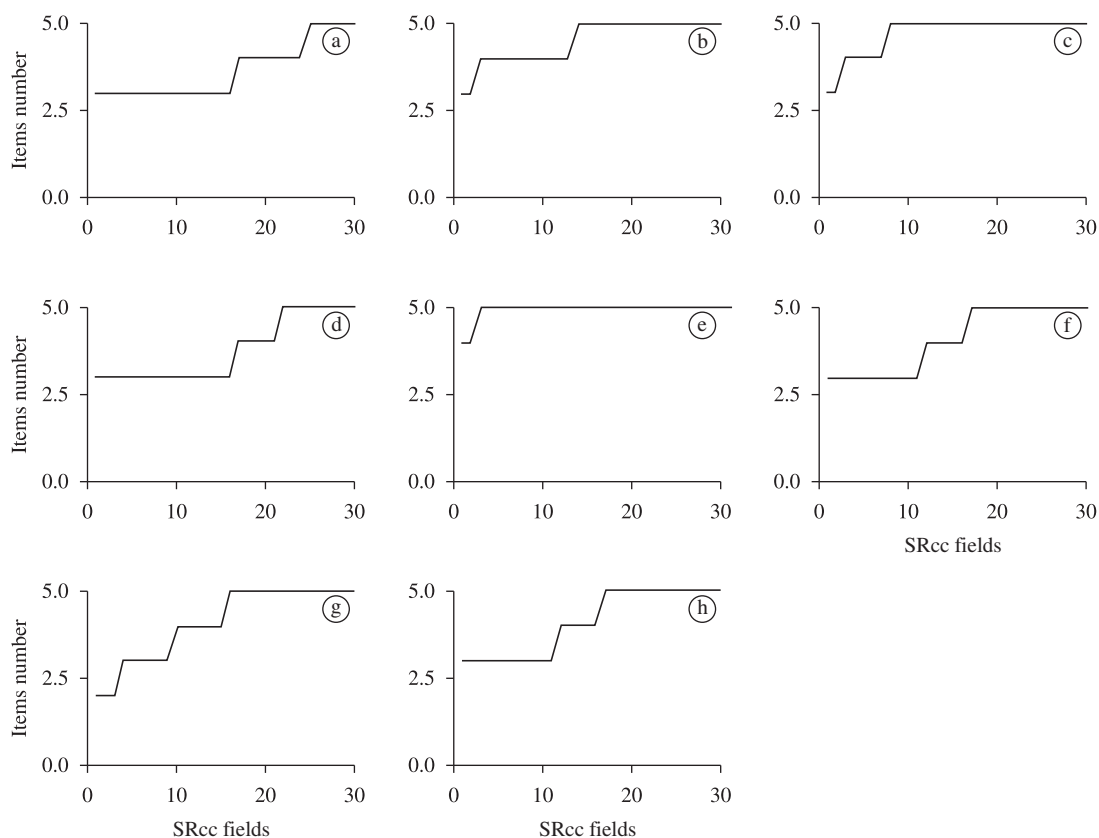 5.0 5.0 5.0
a b c
Items number
2.5 2.5 2.5
0.0 0.0 0.0
0 10 20 30 0 10 20 30 0 10 20 30
5.0 5.0 5.0
d e f
Items number
2.5 2.5 2.5
0.0 0.0 0.0
0 10 20 30 0 10 20 30 0 10 20 30
SRcc fields
5.0 5.0
g h
Items number
2.5 2.5
0.0 0.0
0 10 20 30 0 10 20 30
SRcc fields SRcc fields